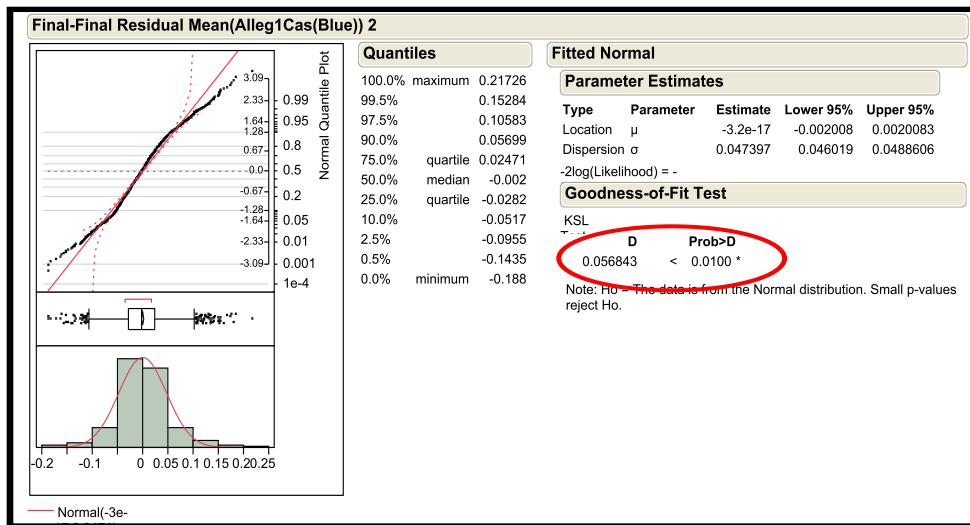 Final-Final Residual Mean(Alleg1Cas(Blue)) 2
3.09
2.33
1.64
1.28
0.67
-0.0
-0.67
-1.28
-1.64
-2.33
-3.09
0.99
0.95
0.8
0.5
0.2
0.05
0.01
0.001
1e-4
Normal Quantile Plot
-0.2 -0.1 0 0.05 0.10 0.15 0.20.25
Normal(-3e-
Quantiles
100.0% maximum 0.21726
99.5% 0.15284
97.5% 0.10583
90.0% 0.05699
75.0% quartile 0.02471
50.0% median -0.002
25.0% quartile -0.0282
10.0% -0.0517
2.5% -0.0955
0.5% -0.1435
0.0% minimum -0.188
Fitted Normal
Parameter Estimates
Type Parameter Estimate Lower 95% Upper 95%
Location μ -3.2e-17 -0.002008 0.0020083
Dispersion σ 0.047397 0.046019 0.0488606
-2log(Likelihood) = -
Goodness-of-Fit Test
KSL
D Prob>D
0.056843 < 0.0100 *
Note: Ho = The data is from the Normal distribution. Small p-values
reject Ho.